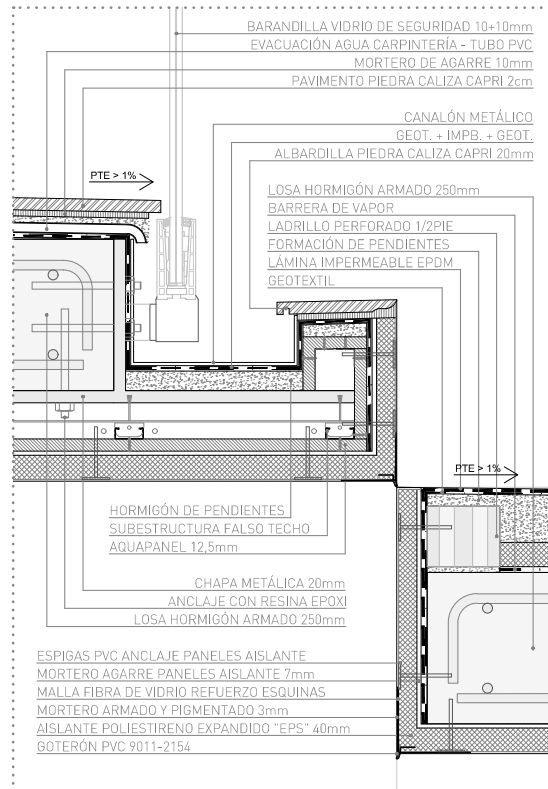 BARANDILLA VIDRIO DE SEGURIDAD 10+10mm
EVACUACIÓN AGUA CARPINTERÍA - TUBO PVC
MORTERO DE AGARRE 10mm
PAVIMENTO PIEDRA CALIZA CAPRI 2cm
CANALÓN METÁLICO
GEOT. + IMPB. + GEOT.
ALBARDILLA PIEDRA CALIZA CAPRI 20mm
PTE > 1%
LOSA HORMIGÓN ARMADO 250mm
BARRERA DE VAPOR
LADRILLO PERFORADO 1/2PIE
FORMACIÓN DE PENDIENTES
LÁMINA IMPERMEABLE EPDM
GEOTEXTIL
PTE > 1%
HORMIGÓN DE PENDIENTES
SUBESTRUCTURA FALSO TECHO
AQUAPANEL 12,5mm
CHAPA METÁLICA 20mm
ANCLAJE CON RESINA EPOXI
LOSA HORMIGÓN ARMADO 250mm
ESPIGAS PVC ANCLAJE PANELES AISLANTE
MORTERO AGARRE PANELES AISLANTE 7mm
MALLA FIBRA DE VIDRIO REFUERZO ESQUINAS
MORTERO ARMADO Y PIGMENTADO 3mm
AISLANTE POLIESTIRENO EXPANDIDO "EPS" 40mm
GOTERÓN PVC 9011-2154